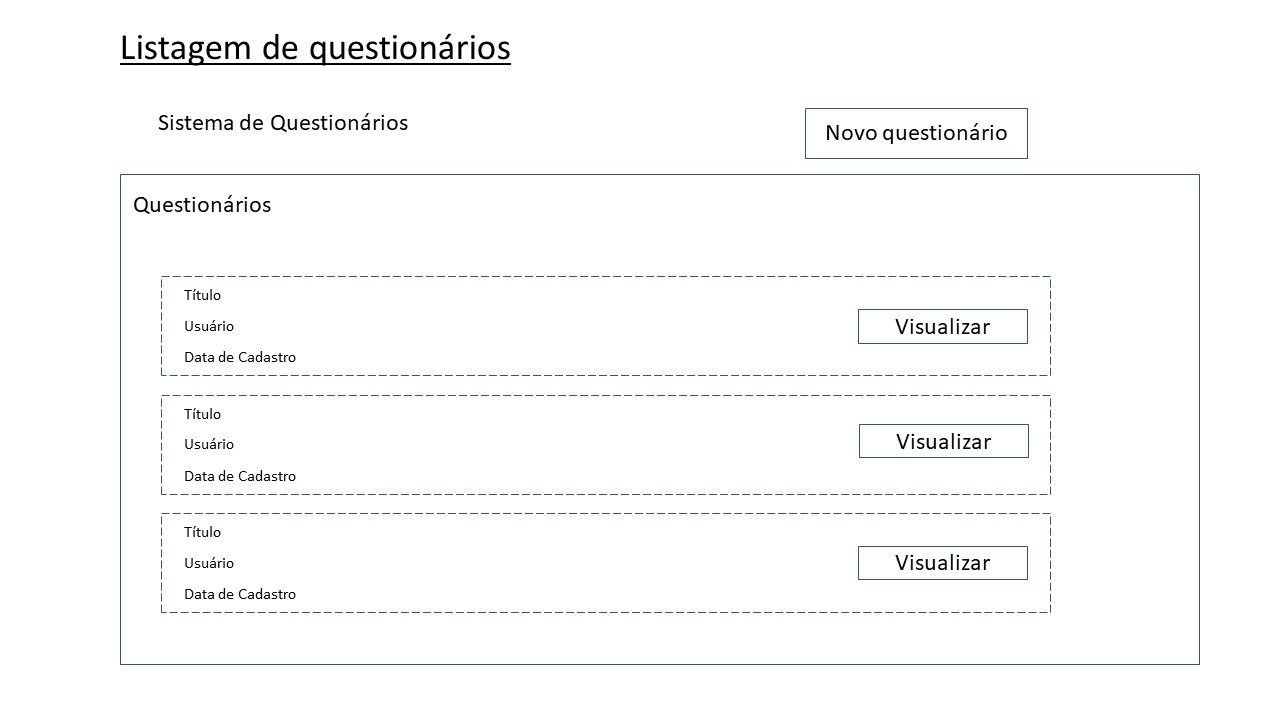 Listagem de questionários
Sistema de Questionários
Novo questionário
Questionários
Título
Usuário
Visualizar
Data de Cadastro
Título
Usuário
Visualizar
Data de Cadastro
Título
Usuário
Visualizar
Data de Cadastro